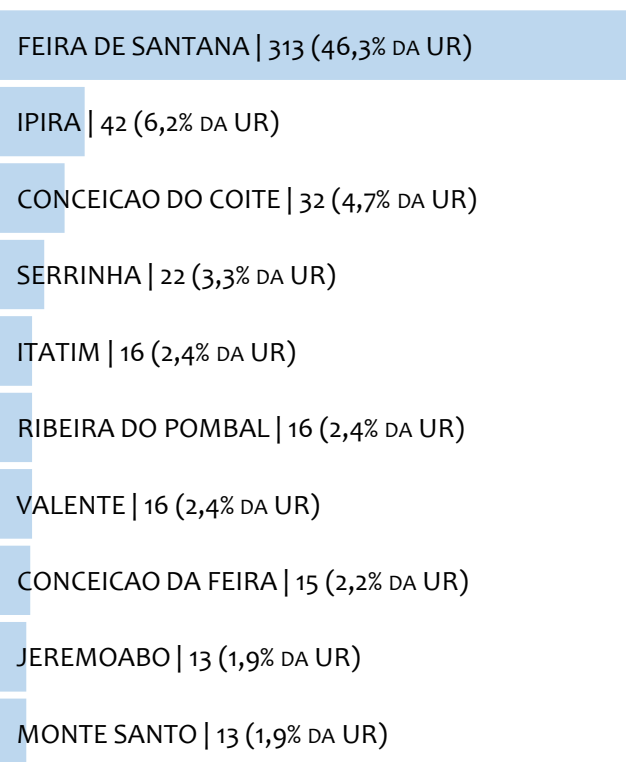 FEIRA DE SANTANA | 313 (46,3% DA UR)
IPIRA | 42 (6,2% DA UR)
CONCEICAO DO COITE | 32 (4,7% DA UR)
SERRINHA | 22 (3,3% DA UR)
ITATIM | 16 (2,4% DA UR)
RIBEIRA DO POMBAL | 16 (2,4% DA UR)
VALENTE | 16 (2,4% DA UR)
CONCEICAO DA FEIRA | 15 (2,2% DA UR)
JEREMOABO | 13 (1,9% DA UR)
MONTE SANTO | 13 (1,9% DA UR)